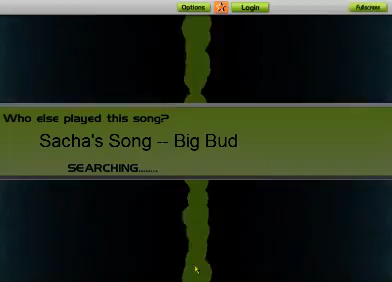 Options Login Fullscreen
Who else played this song?
Sacha's Song -- Big Bud
SEARCHING........